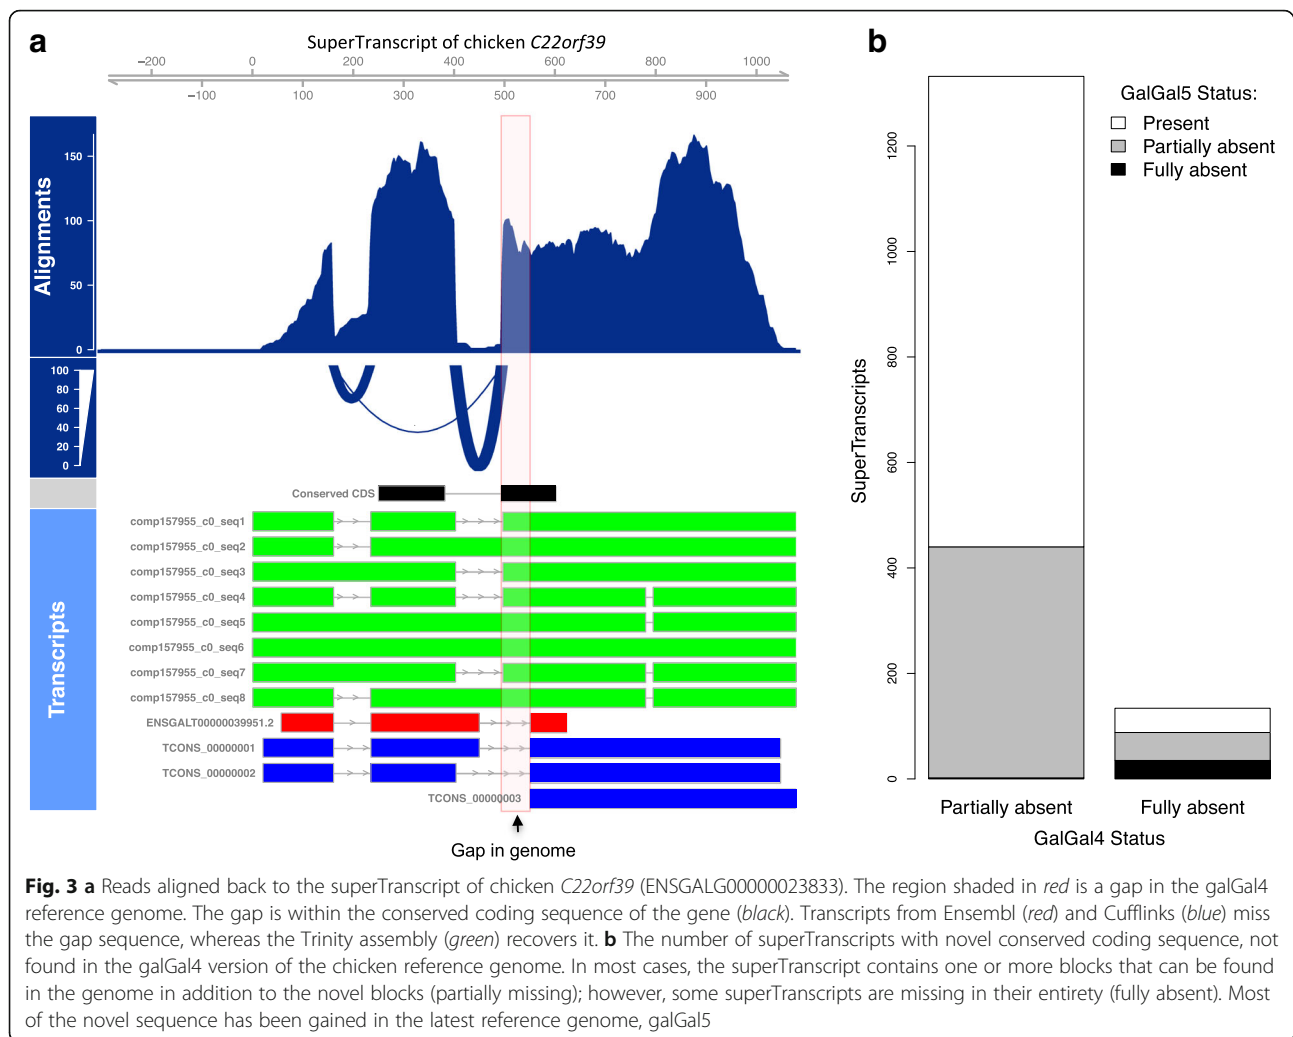 a
SuperTranscript of chicken C22orf39
−200 0 200 400 600 800 1000
−100 100 300 500 700 900
Alignments
150
100
50
0
100
80
60
40
20
0
Conserved CDS
Transcripts
comp157955_c0_seq1
comp157955_c0_seq2
comp157955_c0_seq3
comp157955_c0_seq4
comp157955_c0_seq5
comp157955_c0_seq6
comp157955_c0_seq7
comp157955_c0_seq8
ENSGALT00000039951.2
TCONS_00000001
TCONS_00000002
TCONS_00000003
Gap in genome
b
GalGal5 Status:
Present
Partially absent
Fully absent
SuperTranscripts
1200
1000
800
600
400
200
0
Partially absent Fully absent
GalGal4 Status
Fig. 3 a Reads aligned back to the superTranscript of chicken C22orf39 (ENSGALG00000023833). The region shaded in red is a gap in the galGal4
reference genome. The gap is within the conserved coding sequence of the gene (black). Transcripts from Ensembl (red) and Cufflinks (blue) miss
the gap sequence, whereas the Trinity assembly (green) recovers it. b The number of superTranscripts with novel conserved coding sequence, not
found in the galGal4 version of the chicken reference genome. In most cases, the superTranscript contains one or more blocks that can be found
in the genome in addition to the novel blocks (partially missing); however, some superTranscripts are missing in their entirety (fully absent). Most
of the novel sequence has been gained in the latest reference genome, galGal5